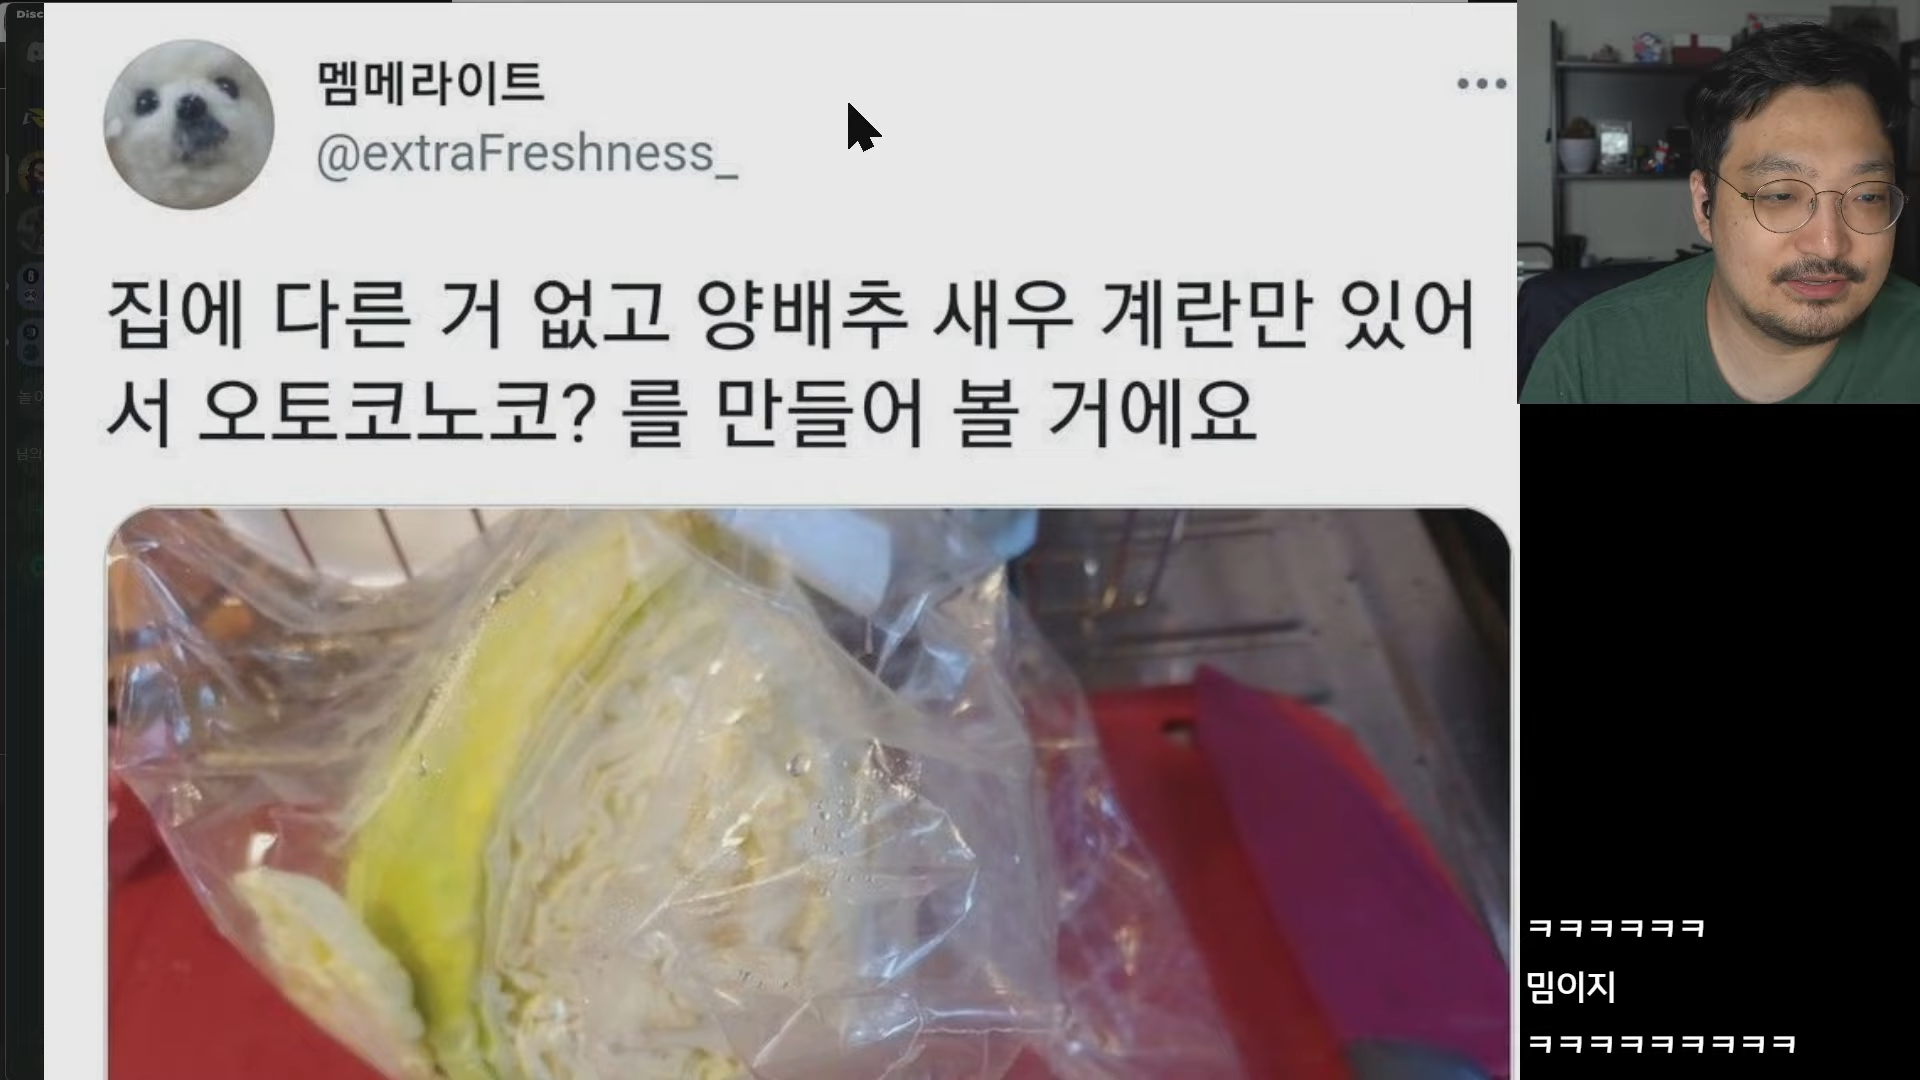 Disc
멤메라이트
@extraFreshness_
집에 다른 거 없고 양배추 새우 계란만 있어
서 오토코노코? 를 만들어 볼 거에요
ㅋㅋㅋㅋㅋㅋ
밈이지
ㅋㅋㅋㅋㅋㅋㅋㅋㅋ